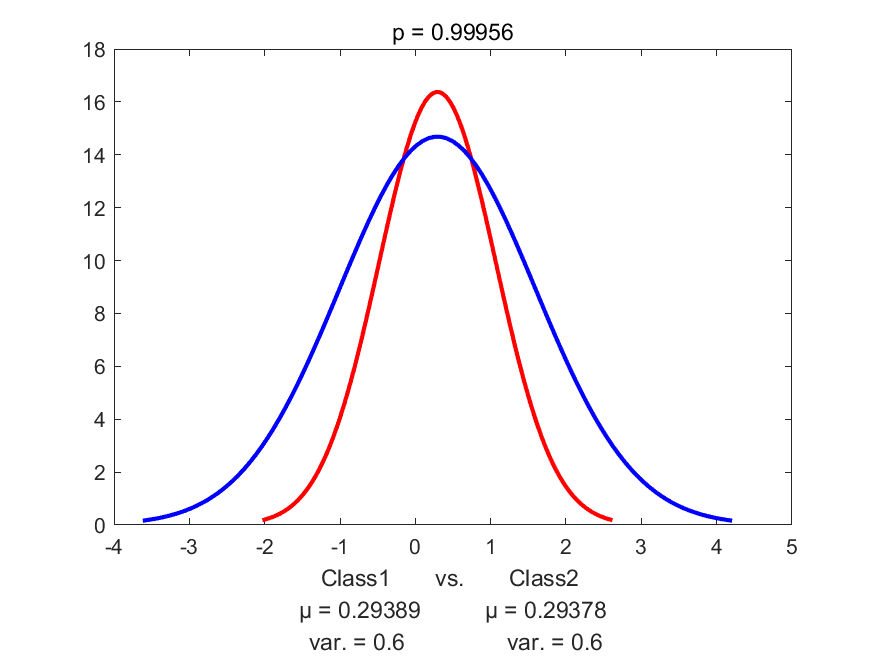 p = 0.99956
18
16
14
12
10
8
6
4
2
0
-4 -3 -2 -1 0 1 2 3 4 5
Class1 vs. Class2
μ = 0.29389 μ = 0.29378
var. = 0.6 var. = 0.6